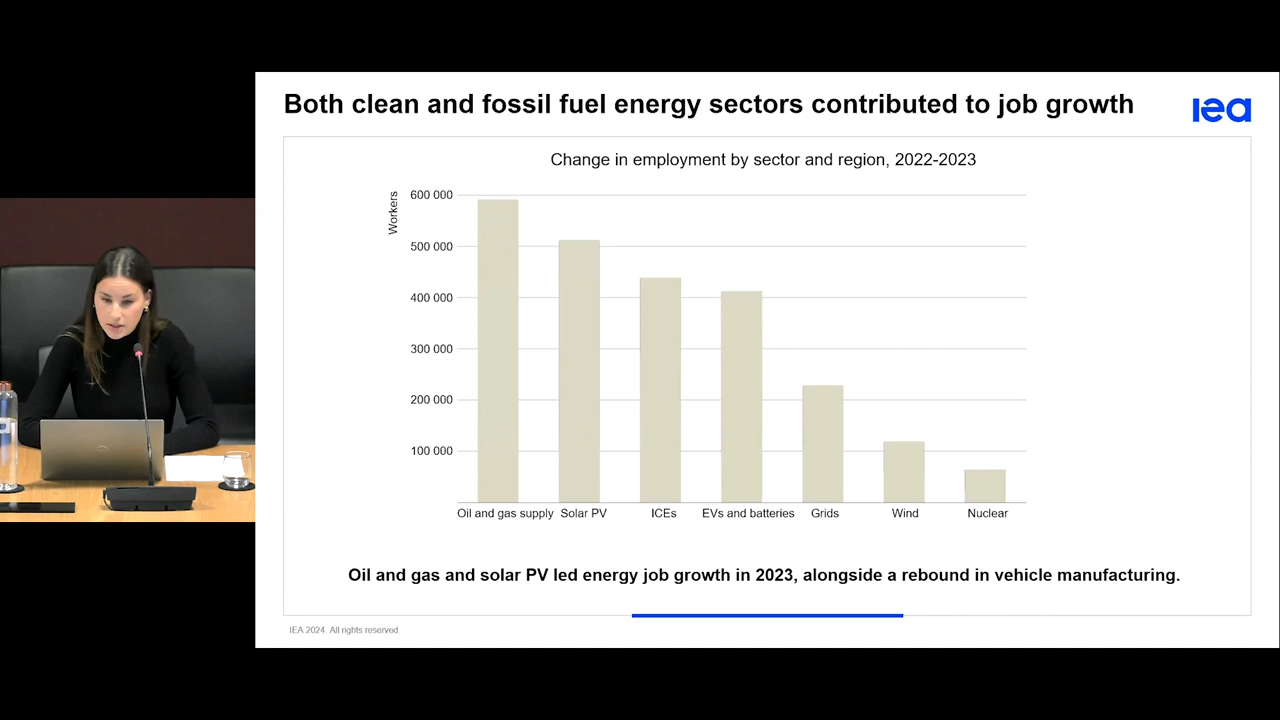 Both clean and fossil fuel energy sectors contributed to job growth
iea
Change in employment by sector and region, 2022-2023
Workers
600 000
500 000
400 000
300 000
200 000
100 000
Oil and gas supply Solar PV ICEs EVs and batteries Grids Wind Nuclear
Oil and gas and solar PV led energy job growth in 2023, alongside a rebound in vehicle manufacturing.
IEA 2024. All rights reserved.